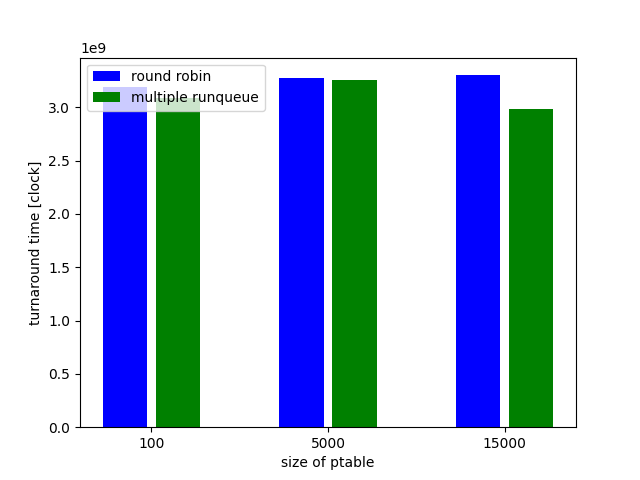 1e9
round robin
multiple runqueue
3.0
2.5
2.0
1.5
1.0
0.5
0.0
turnaround time [clock]
100 5000 15000
size of ptable